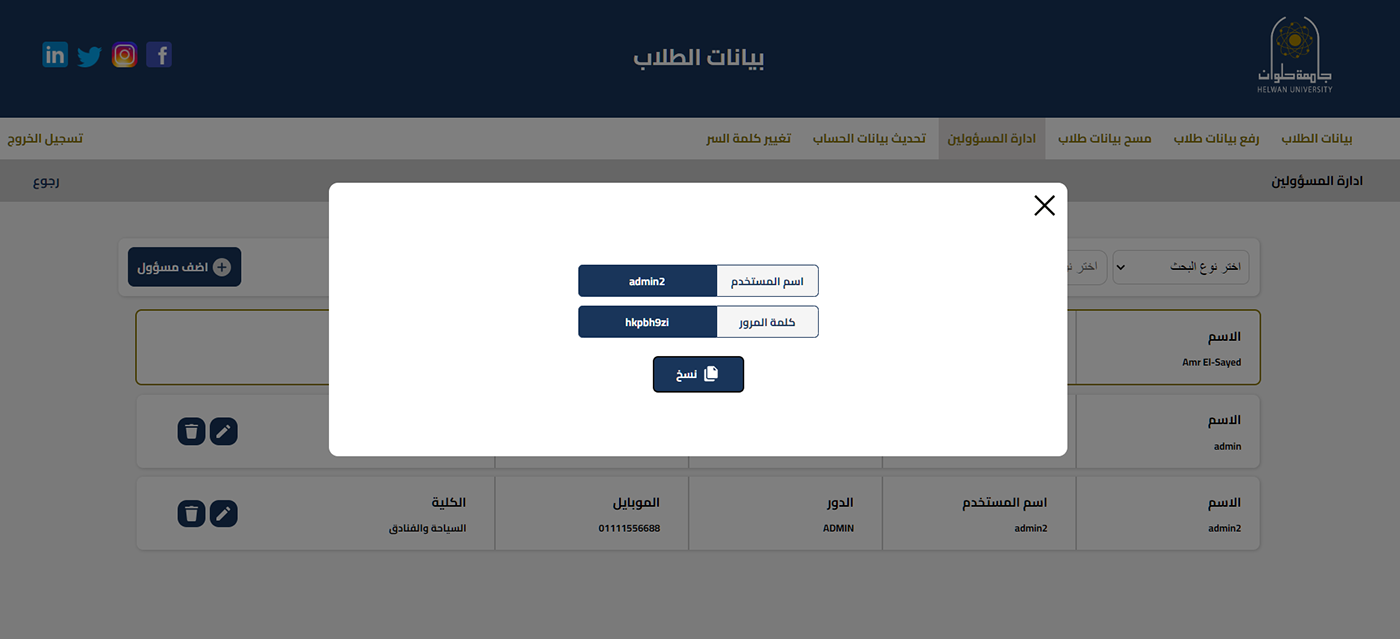 جامعة حلوان
HELWAN UNIVERSITY
بيانات الطلاب
in
f
بيانات الطلاب
رفع بيانات طلاب
مسح بيانات طلاب
ادارة المسؤولين
تحديث بيانات الحساب
تغيير كلمة السر
تسجيل الخروج
ادارة المسؤولين
رجوع
اختر نوع البحث
اختر
اضف مسؤول
اسم المستخدم
admin2
كلمة المرور
hkpbh9zi
نسخ
الاسم
Amr El-Sayed
الاسم
admin
الاسم
admin2
اسم المستخدم
admin2
الدور
ADMIN
الموبايل
01111556688
الكلية
السياحة والفنادق